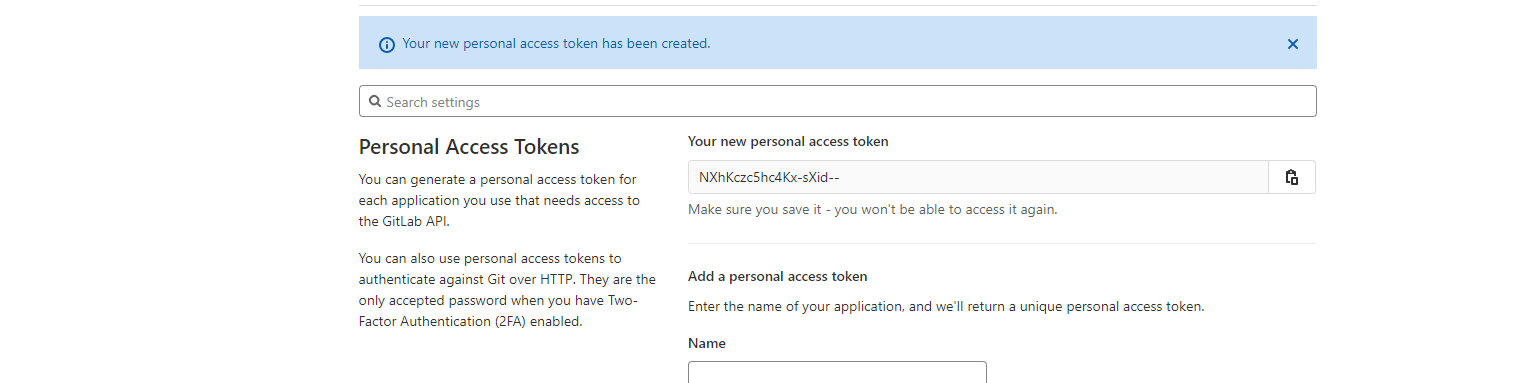 Your new personal access token has been created.
Search settings
Personal Access Tokens
You can generate a personal access token for
each application you use that needs access to
the GitLab API.
You can also use personal access tokens to
authenticate against Git over HTTP. They are the
only accepted password when you have Two-
Factor Authentication (2FA) enabled.
Your new personal access token
NXhKczc5hc4Kx-sXid--
Make sure you save it - you won't be able to access it again.
Add a personal access token
Enter the name of your application, and we'll return a unique personal access token.
Name